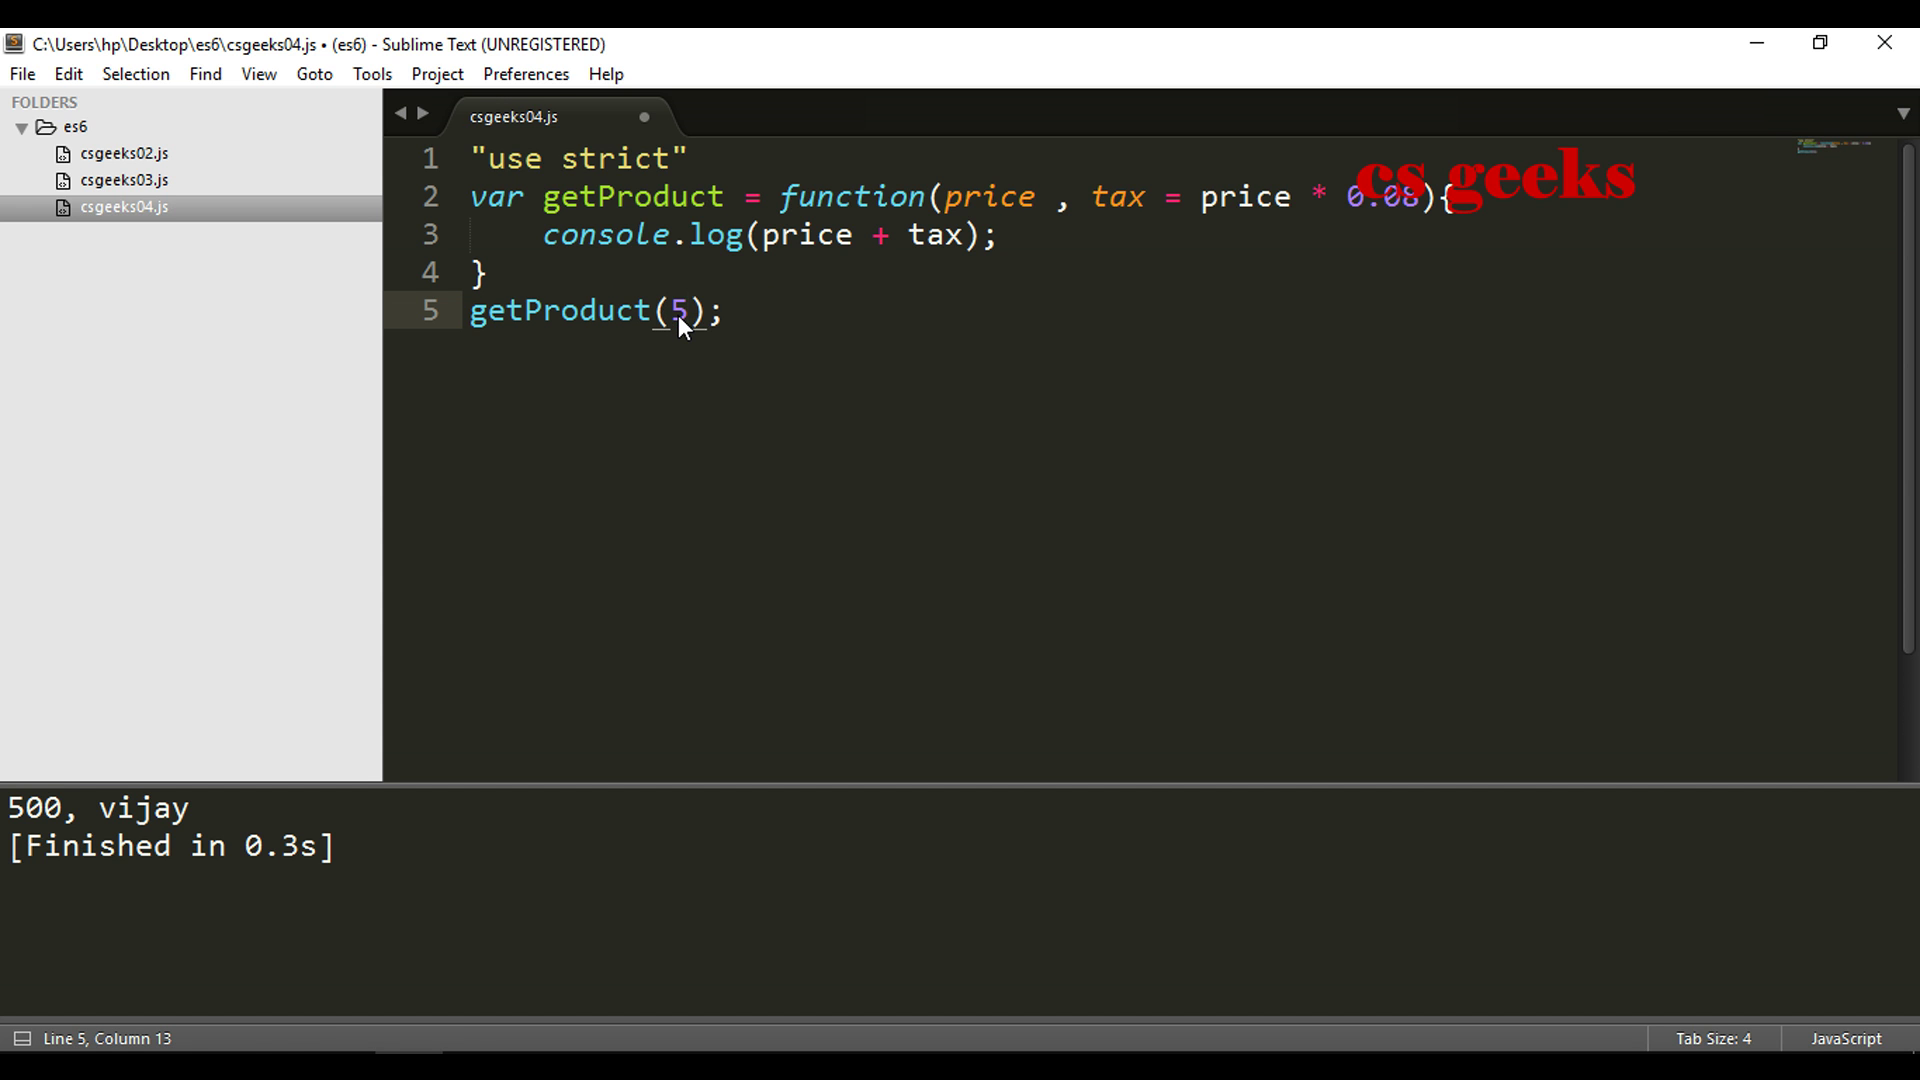 C:\Users\hp\Desktop\es6\csgeeks04.js • (es6) - Sublime Text (UNREGISTERED)
File Edit Selection Find View Goto Tools Project Preferences Help
FOLDERS
es6
csgeeks02.js
csgeeks03.js
csgeeks04.js
csgeeks04.js
cs geeks
1 "use strict"
2 var getProduct = function(price , tax = price * 0.08){
3 console.log(price + tax);
4 }
5 getProduct(5);
500, vijay
[Finished in 0.3s]
Line 5, Column 13
Tab Size: 4
JavaScript